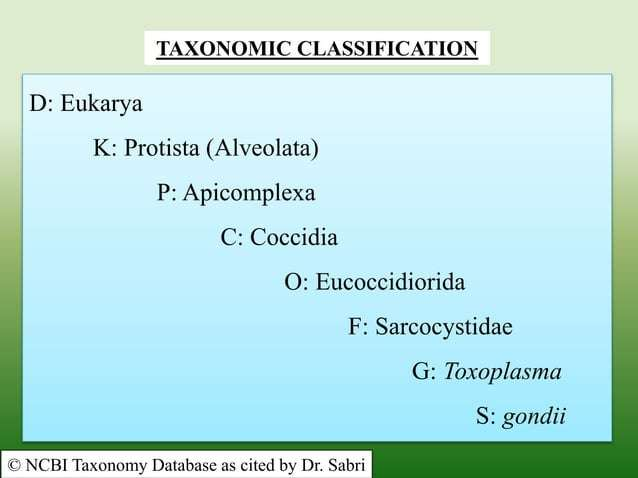 TAXONOMIC CLASSIFICATION
D: Eukarya
K: Protista (Alveolata)
P: Apicomplexa
C: Coccidia
O: Eucoccidiorida
F: Sarcocystidae
G: Toxoplasma
S: gondii
© NCBI Taxonomy Database as cited by Dr. Sabri